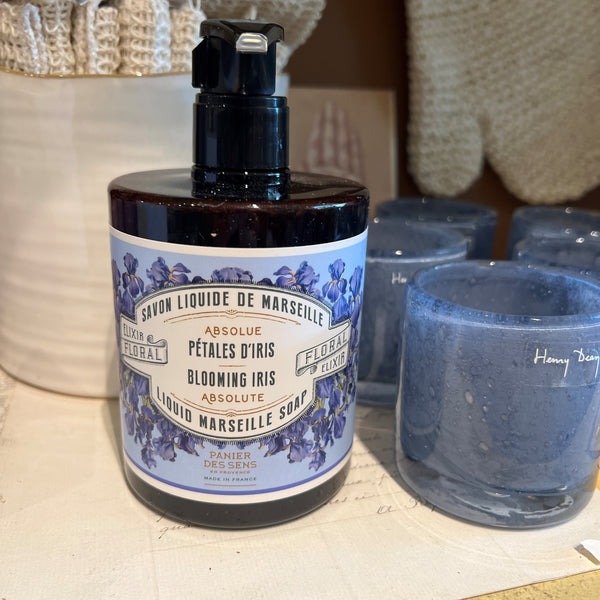 SAVON LIQUIDE DE MARSEILLE
ABSOLUE
PÉTALES D'IRIS
ELIXIR
FLORAL
FLORAL
ELIXIR
BLOOMING IRIS
ABSOLUTE
LIQUID MARSEILLE SOAP
PANIER
DES SENS
EN PROVENCE
MADE IN FRANCE
He
Henry Dean